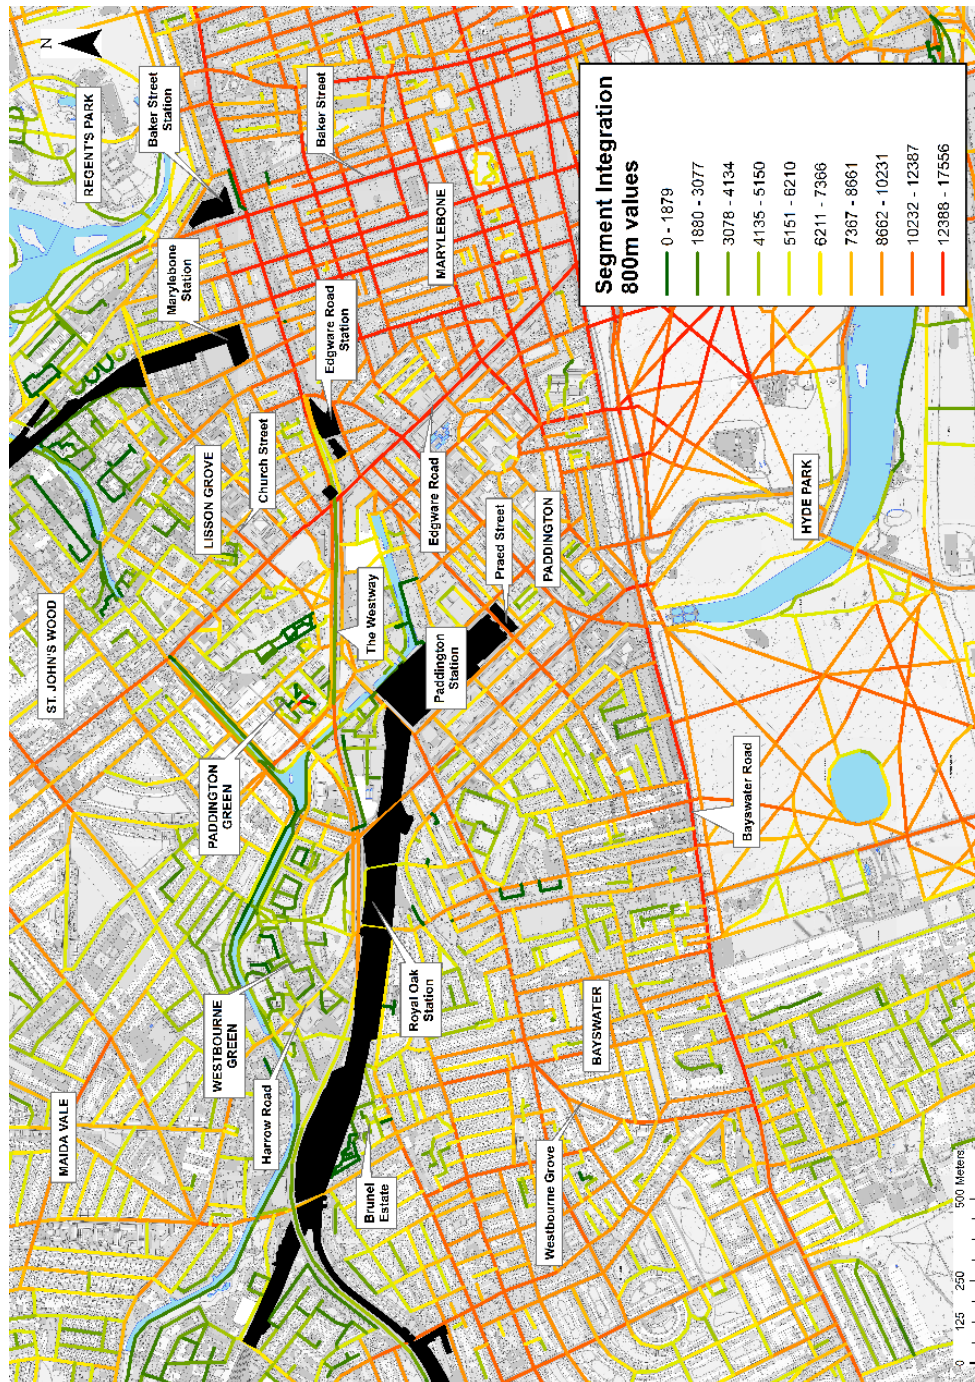 N
REGENT'S PARK
Baker Street
Station
Baker Street
Marylebone
Station
MARYLEBONE
Edgware Road
Station
LISSON GROVE
Church Street
Edgware Road
ST. JOHN'S WOOD
The Westway
Praed Street
PADDINGTON
Paddington
Station
HYDE PARK
PADDINGTON
GREEN
Bayswater Road
WESTBOURNE
GREEN
Royal Oak
Station
BAYSWATER
MAIDA VALE
Harrow Road
Brunel
Estate
Westbourne Grove
Segment Integration
800m values
0 - 1879
1880 - 3077
3078 - 4134
4135 - 5150
5151 - 6210
6211 - 7366
7367 - 8661
8662 - 10231
10232 - 12387
12388 - 17556
0 125 250 500 Meters